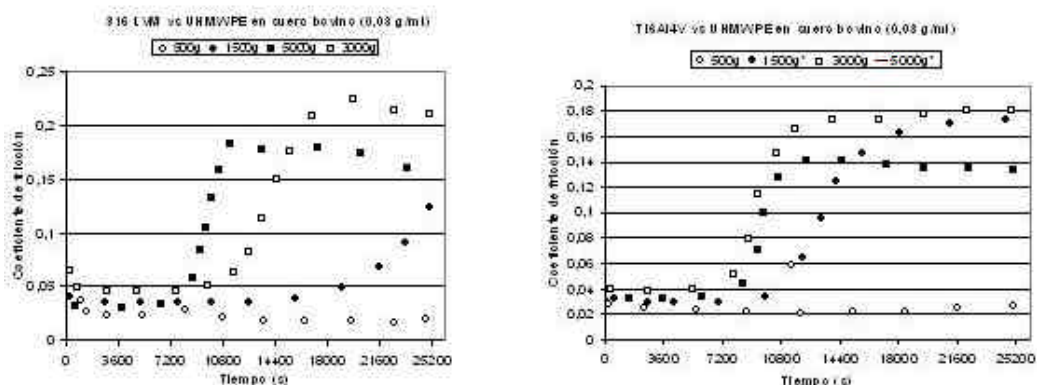 316 LVM vs UHMWPE en suero bovino (0,03 g/ml)
○ 500g ● 1500g ■ 5000g □ 3000g
Coeficiente de fricción
0,25
0,2
0,15
0,1
0,05
0
0 3600 7200 10800 14400 18000 21600 25200
Tiempo (s)
Ti6Al4V vs UHMWPE en suero bovino (0,03 g/ml)
○ 500g ● 1500g" □ 3000g — 5000g"
Coeficiente de fricción
0,2
0,18
0,16
0,14
0,12
0,1
0,08
0,06
0,04
0,02
0
0 3600 7200 10800 14400 18000 21600 25200
Tiempo (s)